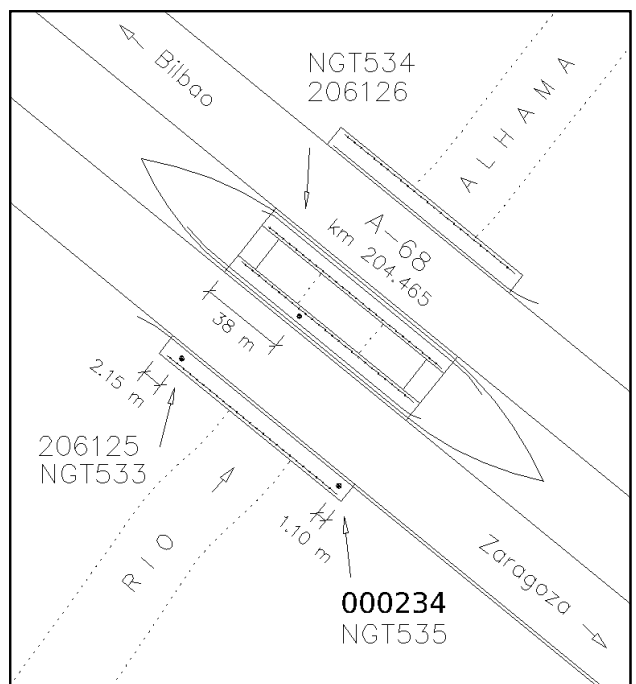 Bilbao
NGT534
206126
ALHAMA
A-68
km 204.465
38 m
2.15 m
206125
NGT533
1.10 m
RIO
Zaragoza
000234
NGT535